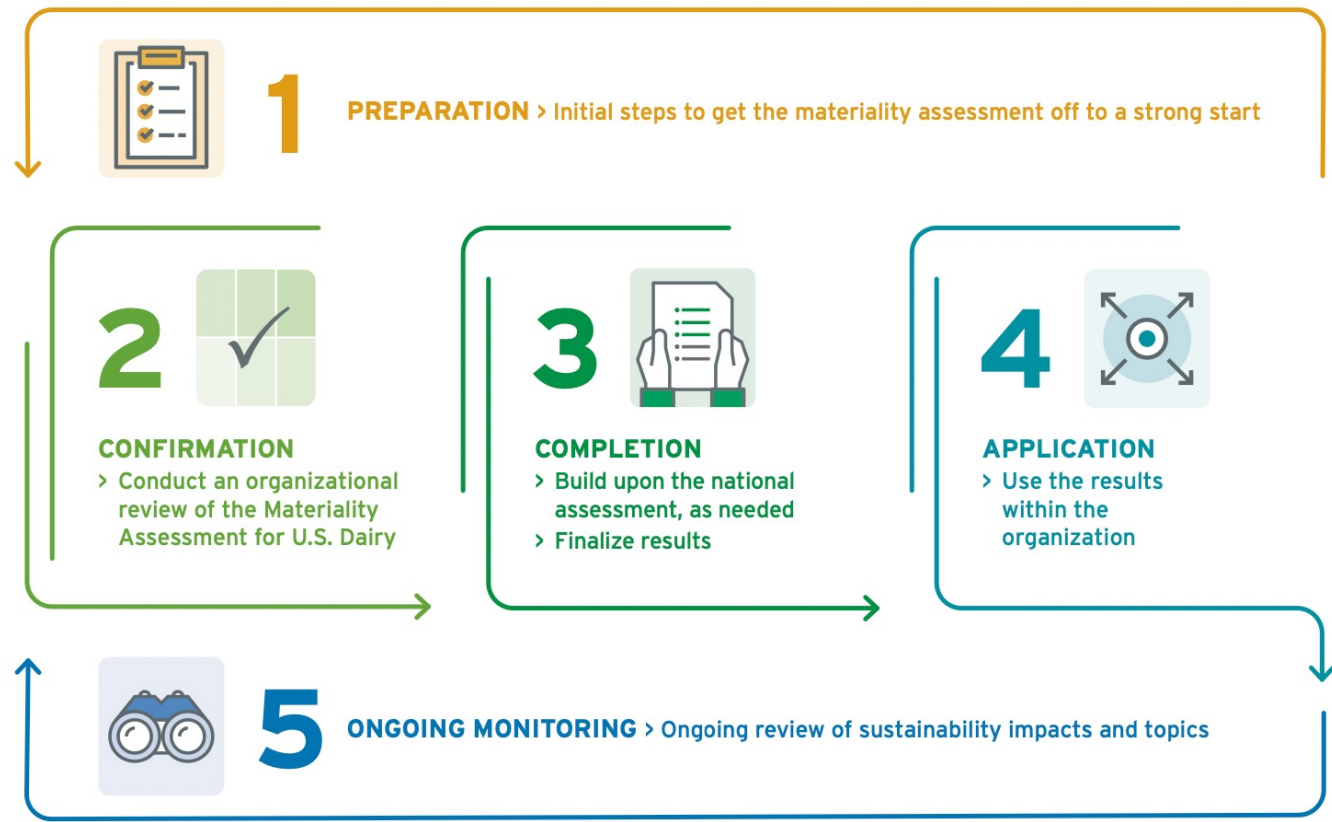 1
PREPARATION > Initial steps to get the materiality assessment off to a strong start
2
CONFIRMATION
> Conduct an organizational
review of the Materiality
Assessment for U.S. Dairy
3
COMPLETION
> Build upon the national
assessment, as needed
> Finalize results
4
APPLICATION
> Use the results
within the
organization
5
ONGOING MONITORING > Ongoing review of sustainability impacts and topics